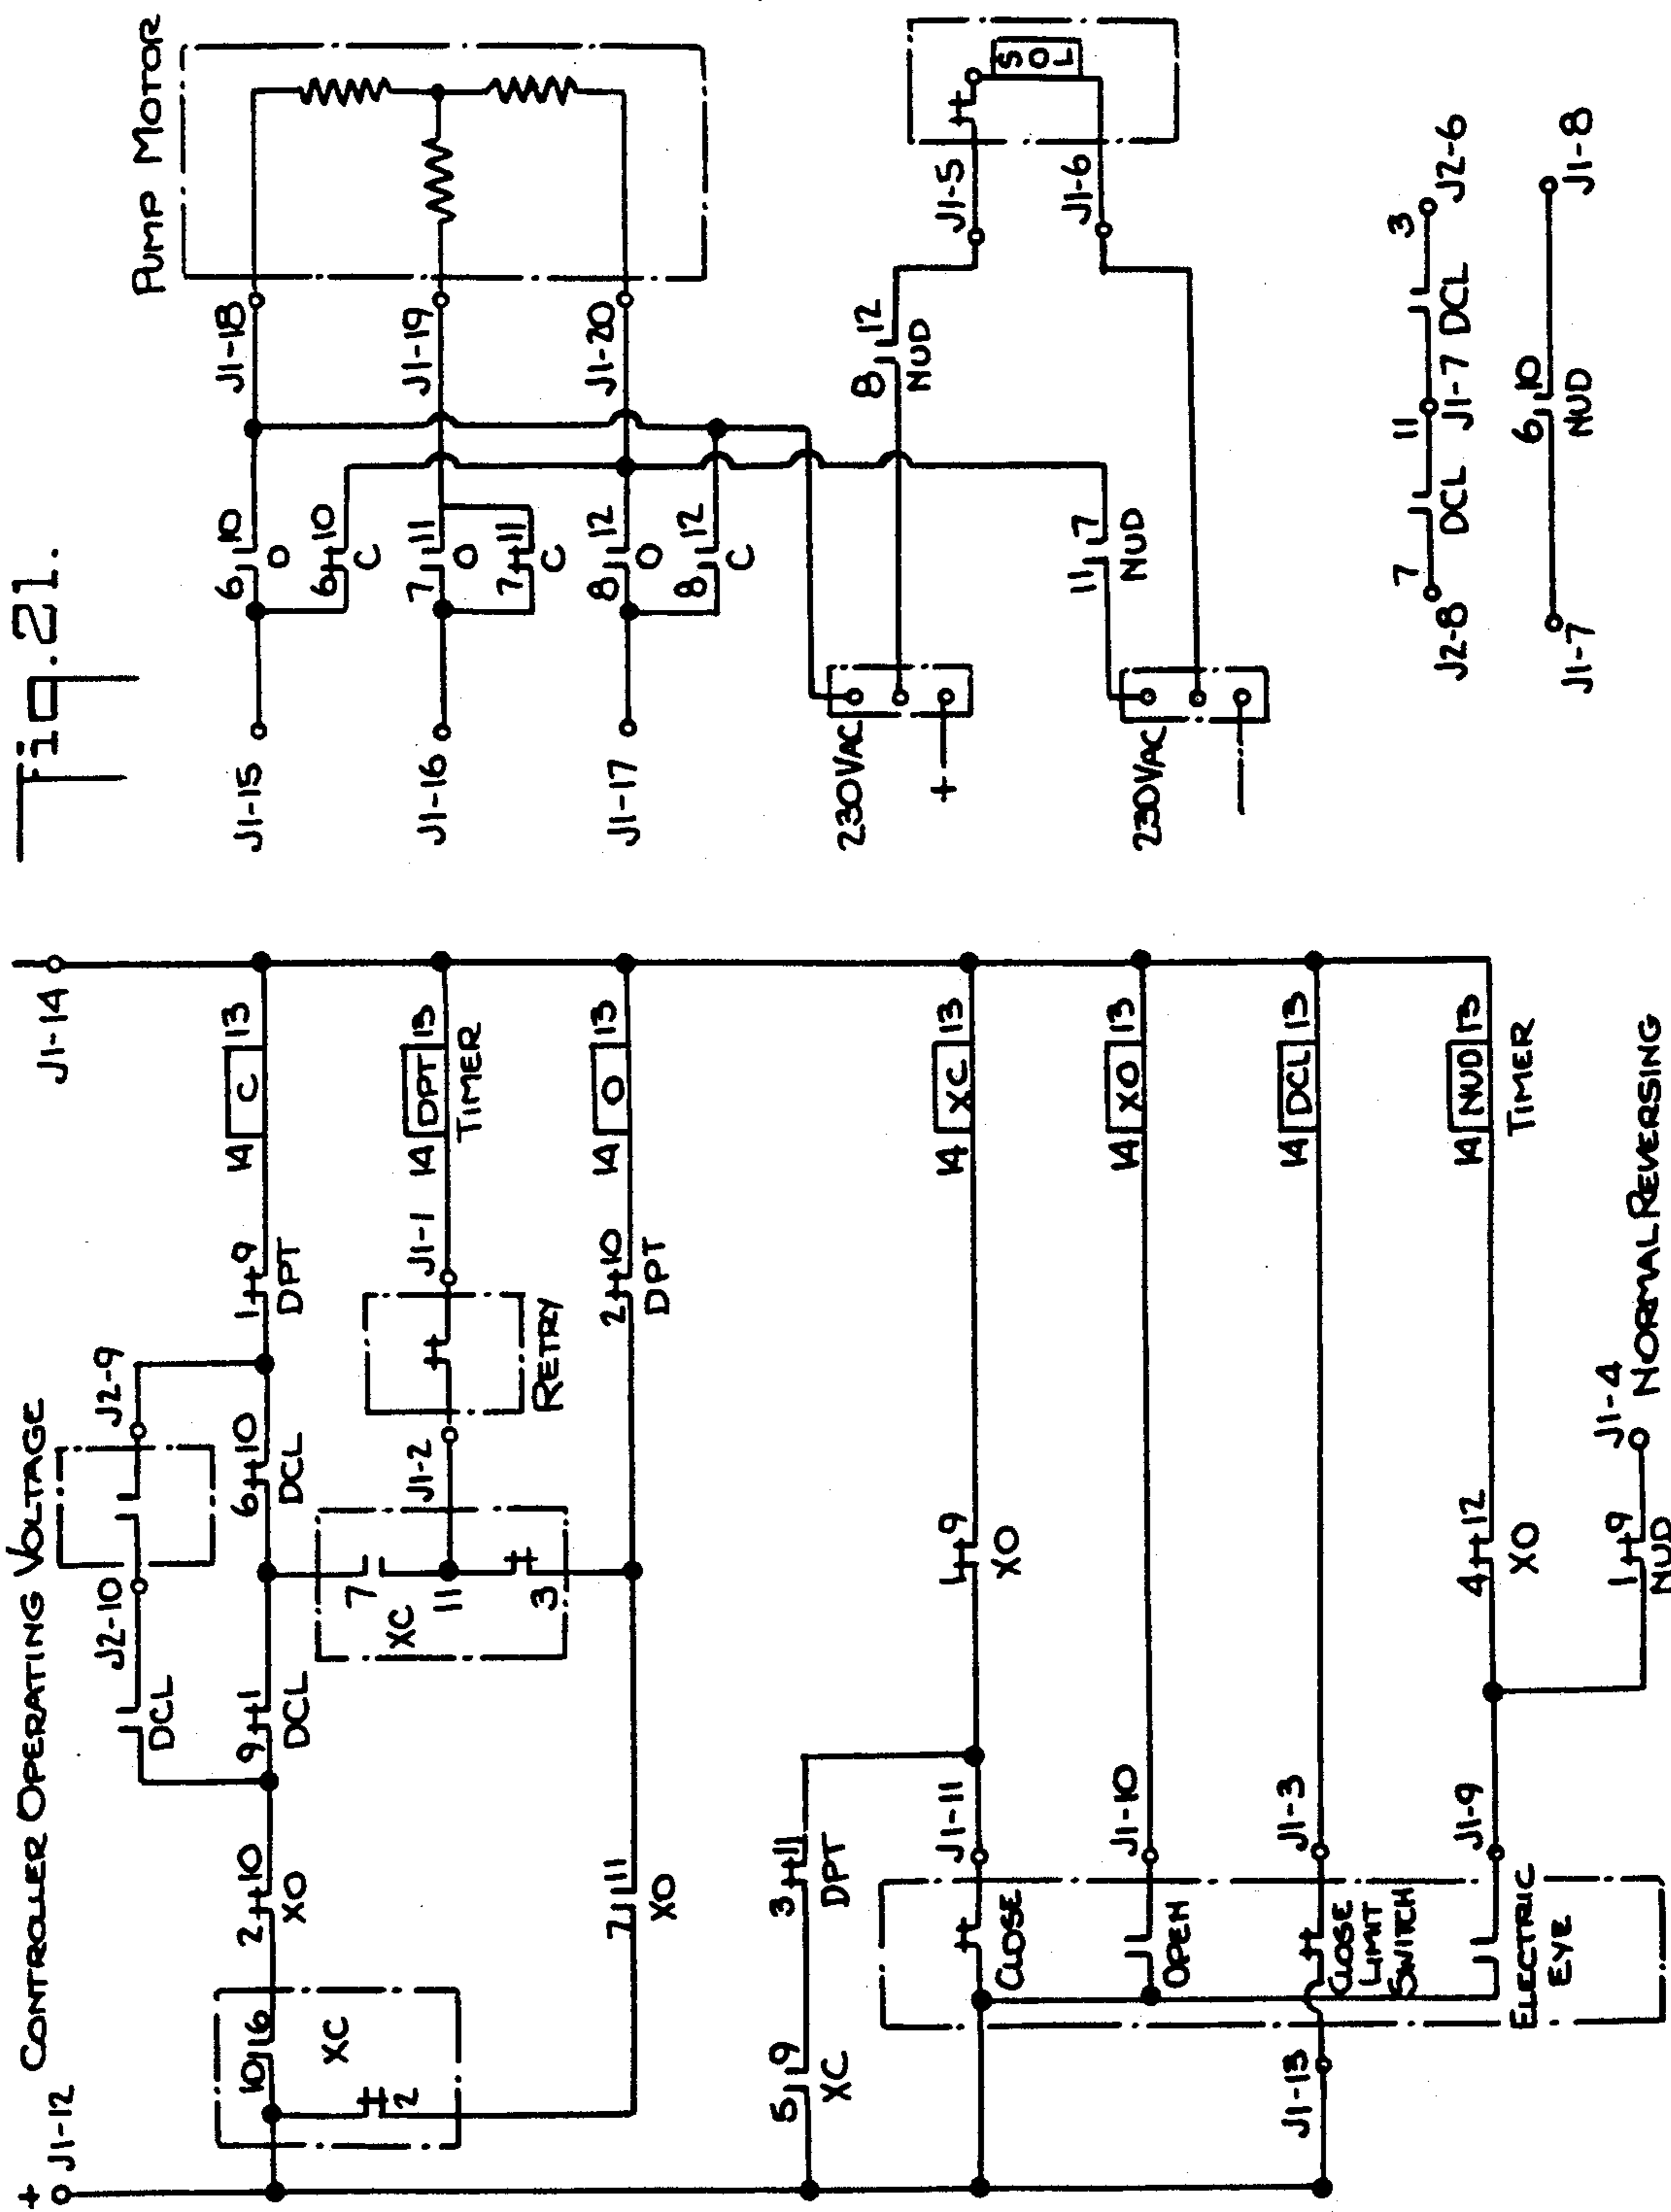 Fig.21.
+
J1-12
CONTROLLER OPERATING VOLTAGE
J1-14
DCL
J2-10
J2-9
10 6
XC
2
2 10
XO
9 1
DCL
6 10
DCL
1 9
DPT
14 C 13
7
XC
11
3
J1-2
RETRY
J1-1
14 DPT 13
TIMER
7 11
XO
2 10
DPT
14 O 13
5 9
XC
3 11
DPT
CLOSE
J1-11
1 9
XO
14 XC 13
OPEN
J1-10
14 XO 13
J1-13
CLOSE
LIMIT
SWITCH
J1-3
14 DCL 13
ELECTRIC
EYE
J1-9
4 12
XO
14 NUD 13
TIMER
1 9
NUD
J1-4
NORMAL REVERSING
PUMP MOTOR
J1-15
6 10
O
6 10
C
J1-18
J1-16
7 11
O
7 11
C
J1-19
J1-17
8 12
O
8 12
C
J1-20
230VAC
+
8 12
NUD
J1-5
SOL
J1-6
230VAC
11 7
NUD
J2-8
7
DCL
11
J1-7
DCL
3
J2-6
J1-7
6 10
NUD
J1-8